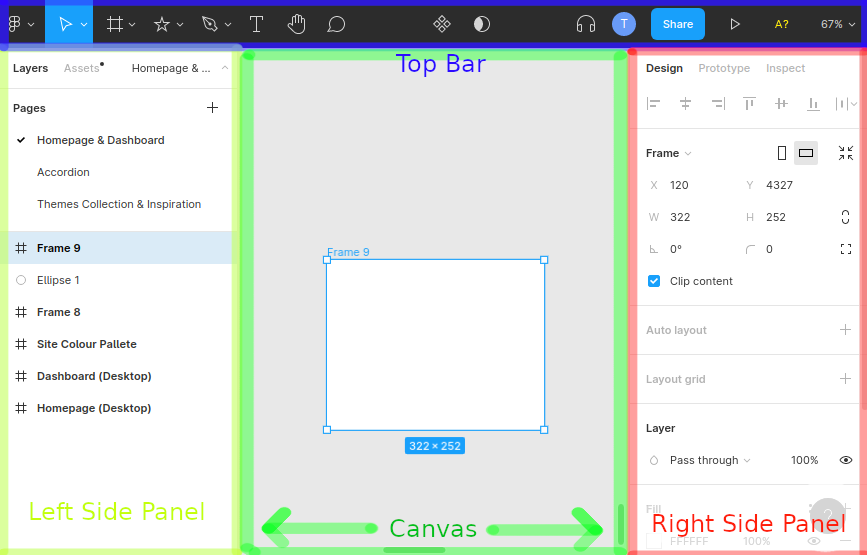 T Share A? 67%
Layers Assets Homepage & ...
Top Bar
Design Prototype Inspect
Pages
Homepage & Dashboard
Accordion
Themes Collection & Inspiration
Frame 9
Ellipse 1
Frame 8
Site Colour Pallete
Dashboard (Desktop)
Homepage (Desktop)
Left Side Panel
Frame 9
322 × 252
Canvas
Frame
X 120 Y 4327
W 322 H 252
0° 0
Clip content
Auto layout
Layout grid
Layer
Pass through 100%
Fill
?
Right Side Panel
FFFFFF 100%